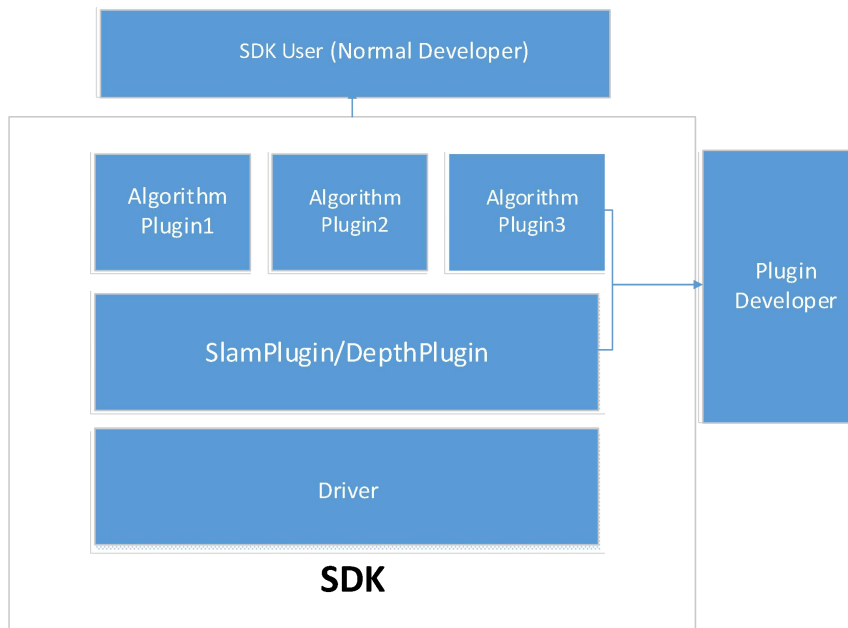 SDK User (Normal Developer)
Algorithm
Plugin1
Algorithm
Plugin2
Algorithm
Plugin3
Plugin
Developer
SlamPlugin/DepthPlugin
Driver
SDK